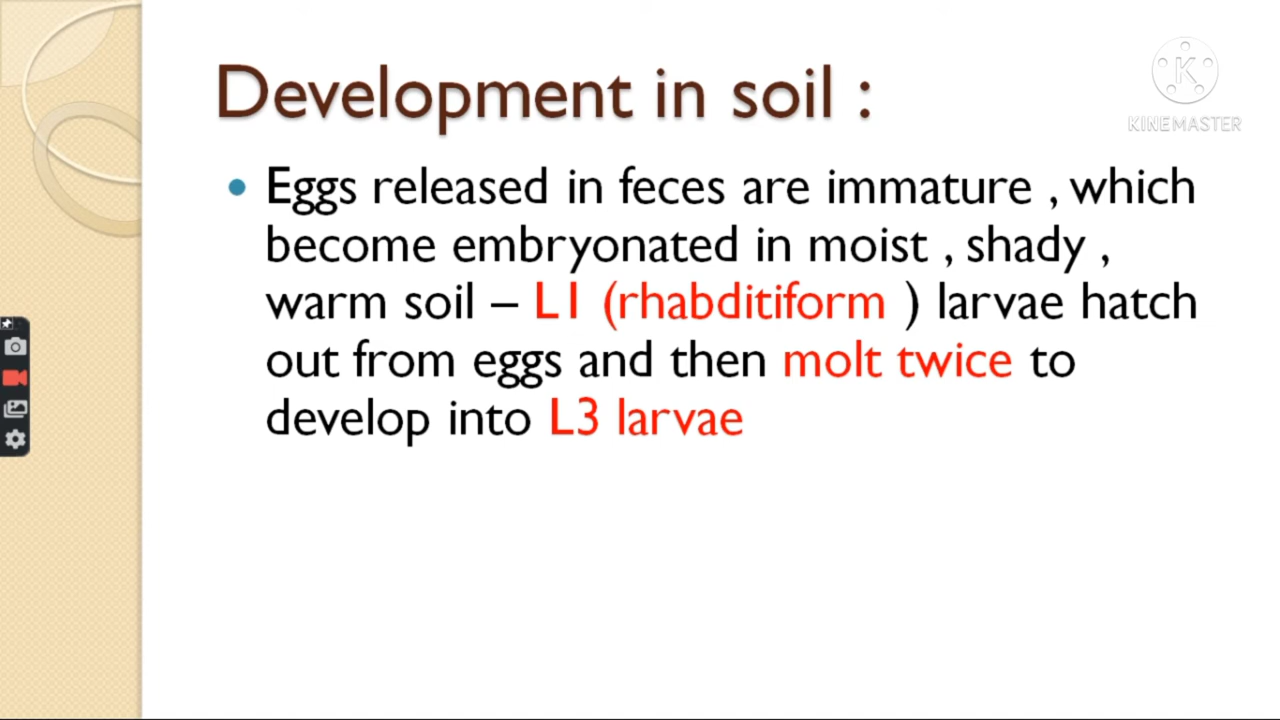 Development in soil :
KINEMASTER
Eggs released in feces are immature , which
become embryonated in moist , shady ,
warm soil – L1 (rhabditiform ) larvae hatch
out from eggs and then molt twice to
develop into L3 larvae